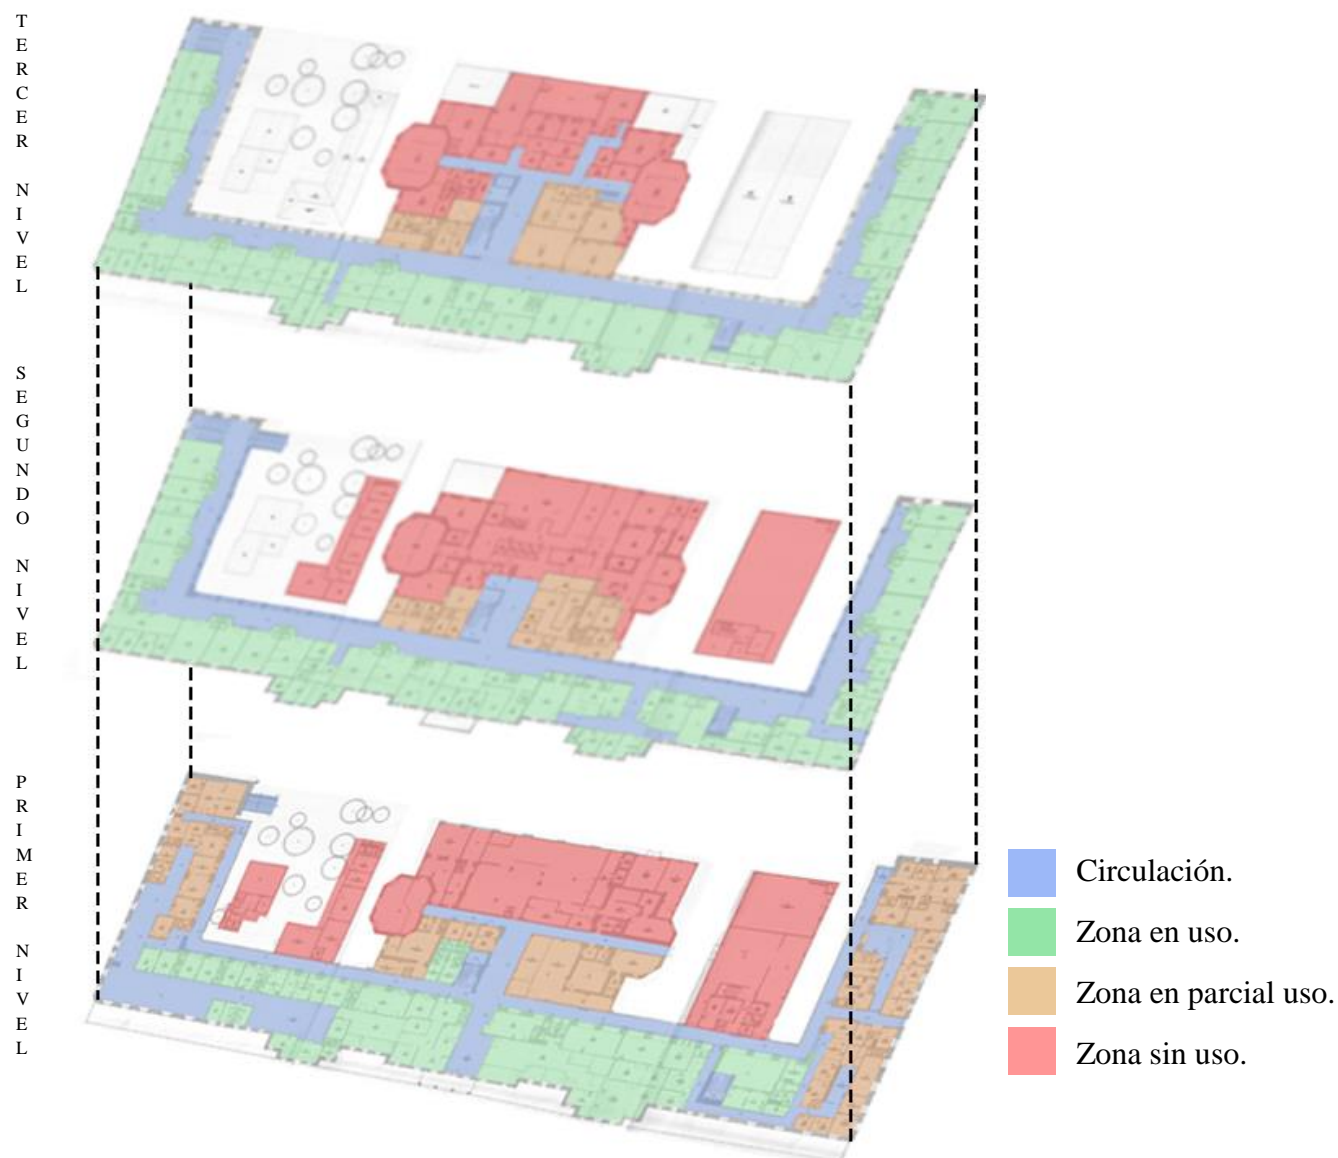 TERCER NIVEL
SEGUNDO NIVEL
PRIMER NIVEL
Circulación.
Zona en uso.
Zona en parcial uso.
Zona sin uso.